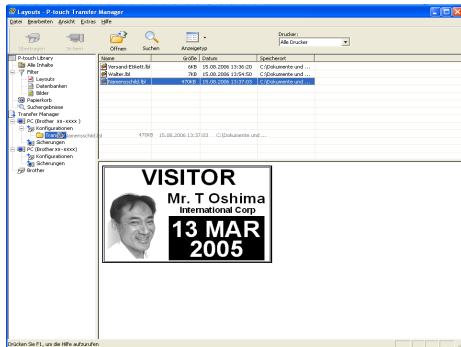 Layouts - P-touch Transfer Manager
Datei Bearbeiten Ansicht Extras Hilfe
Übertragen Sichern Öffnen Suchen Anzeigetyp
Drucker:
Alle Drucker
P-touch Library
Alle Inhalte
Filter
Layouts
Datenbanken
Bilder
Papierkorb
Suchergebnisse
Transfer Manager
PC (Brother xx-xxxx )
Konfigurationen
Transfer
Sicherungen
PC (Brother xx-xxxx)
Konfigurationen
Sicherungen
Brother
Name Größe Datum Speicherort
Versand-Etikett.lbl 6KB 15.08.2006 13:36:20 C:\Dokumente und ...
Walter.lbl 7KB 15.08.2006 13:54:50 C:\Dokumente und ...
Namensschild.lbl 470KB 15.08.2006 13:37:03 C:\Dokumente und ...
Namensschild.lbl 470KB 15.08.2006 13:37:03 C:\Dokumente und ...
VISITOR
Mr. T Oshima
International Corp
13 MAR
2005
Drücken Sie F1, um die Hilfe aufzurufen